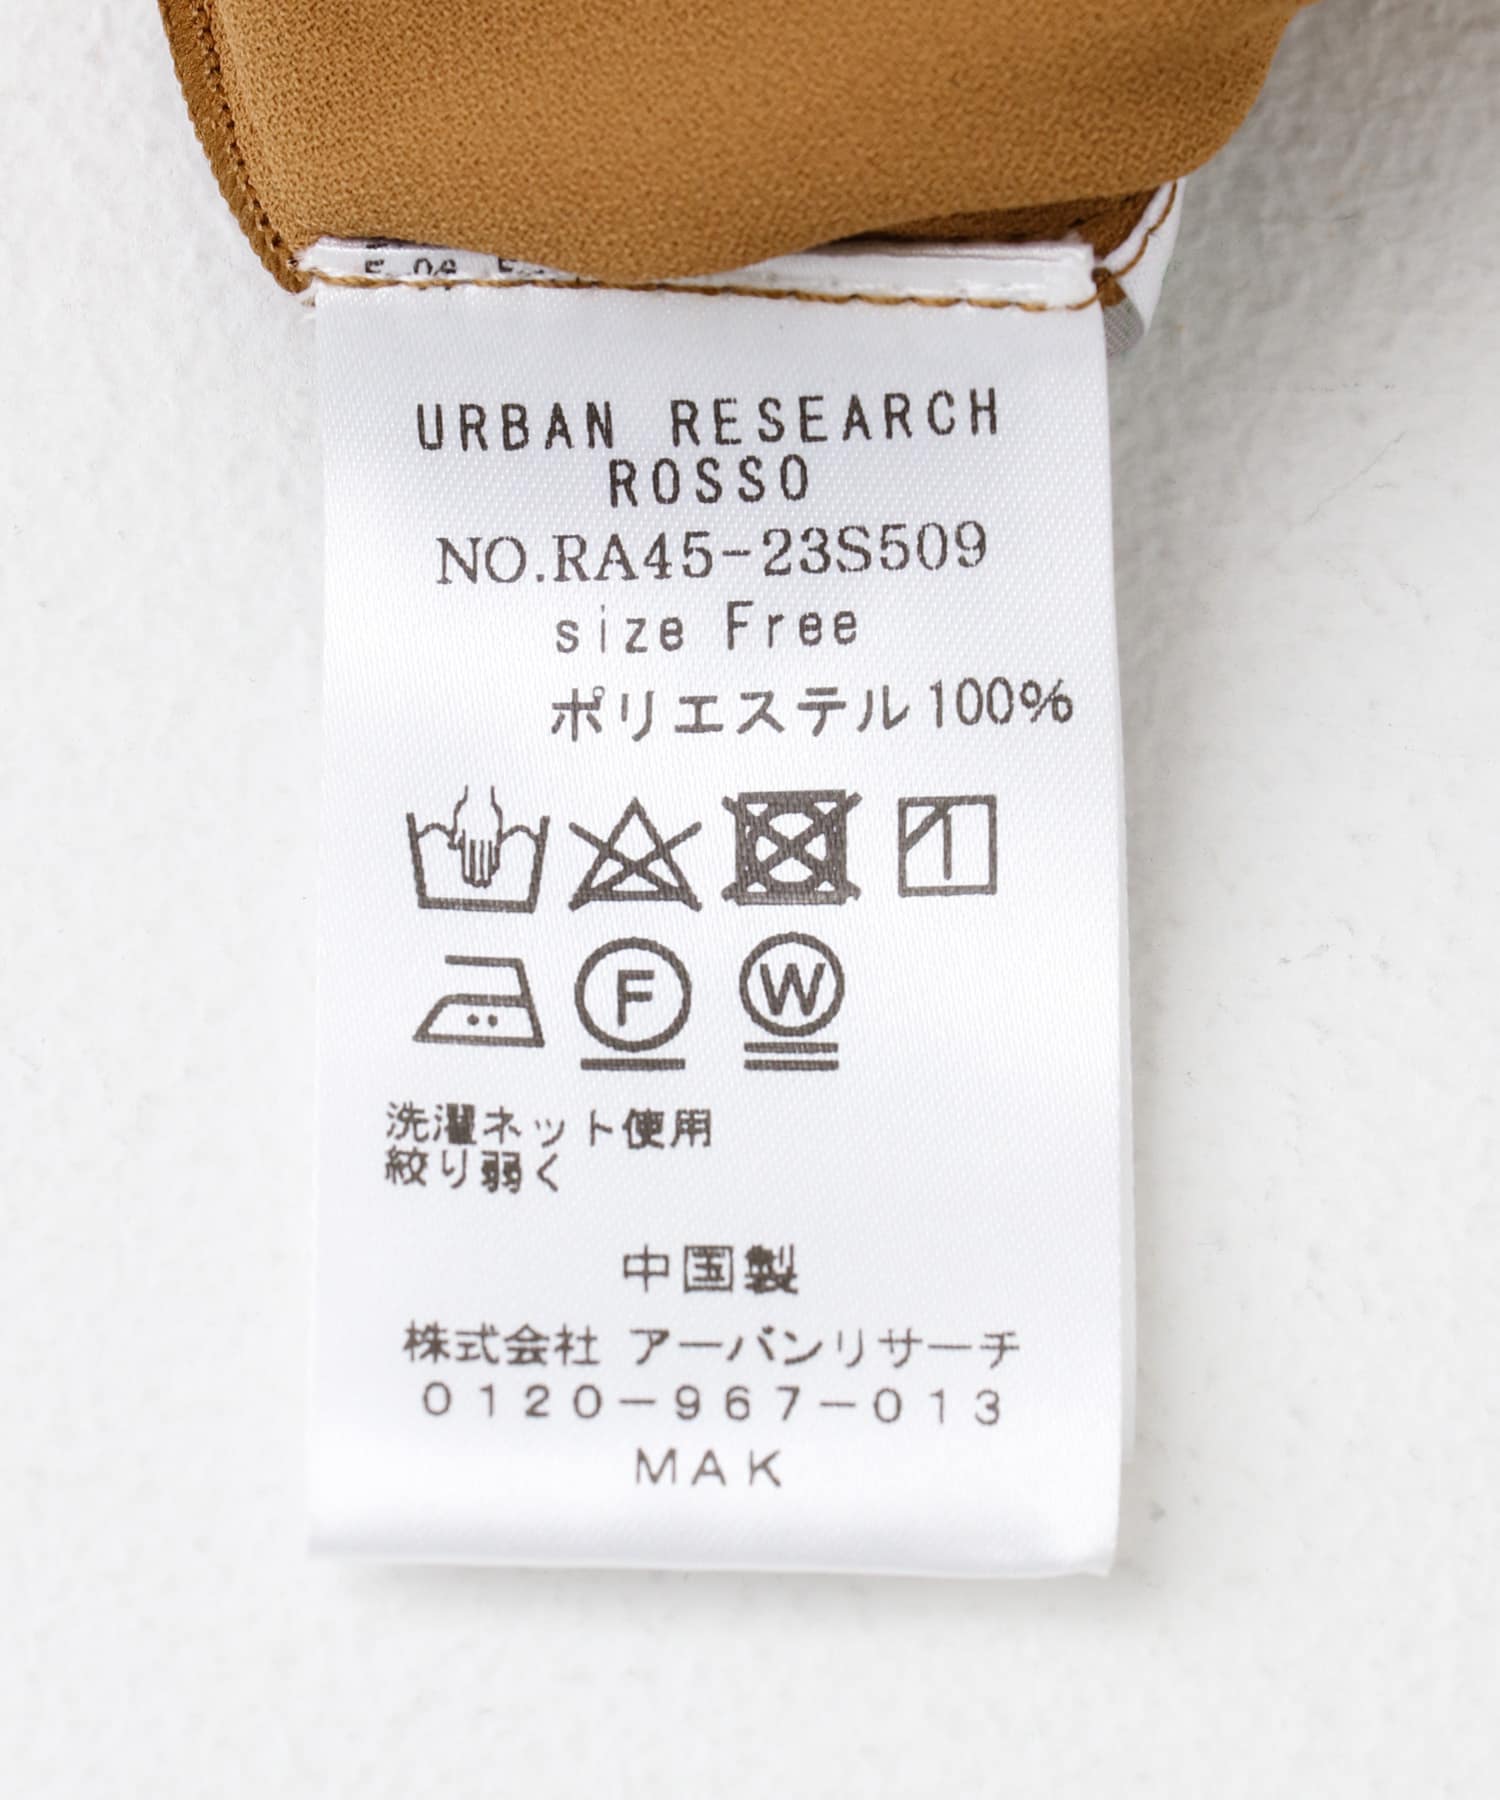 URBAN RESEARCH
ROSSO
NO.RA45-23S509
size Free
ポリエステル100%
F
W
洗濯ネット使用
絞り弱く
中国製
株式会社 アーバンリサーチ
0120-967-013
MAK